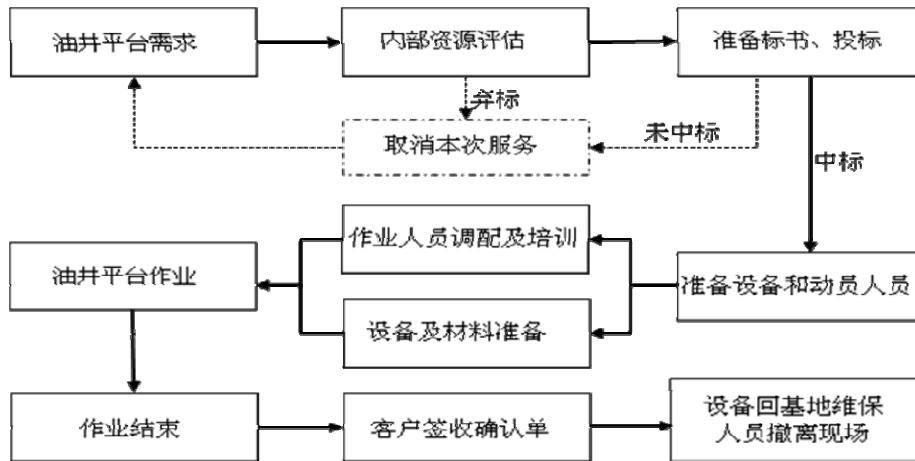 油井平台需求
内部资源评估
准备标书、投标
弃标
取消本次服务
未中标
中标
作业人员调配及培训
油井平台作业
准备设备和动员人员
设备及材料准备
作业结束
客户签收确认单
设备回基地维保
人员撤离现场